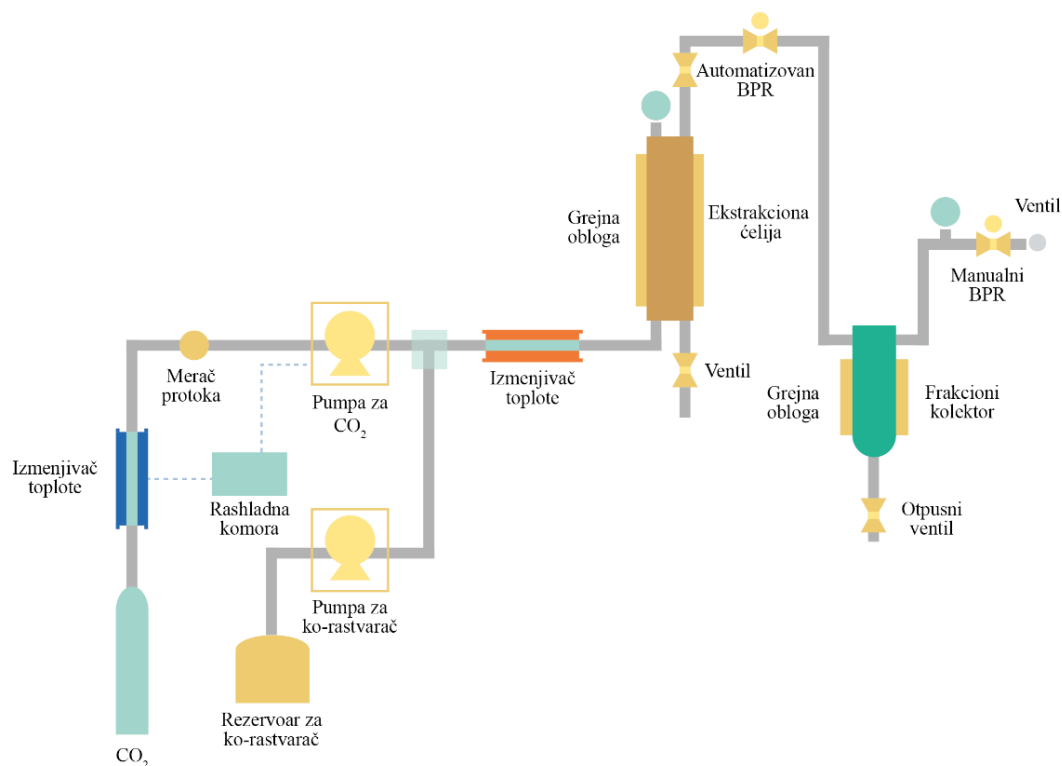 Automatizovan
BPR
Grejna
obloga
Ekstrakciona
ćelija
Ventil
Manualni
BPR
Merač
protoka
Pumpa za
CO₂
Izmenjivač
toplote
Ventil
Grejna
obloga
Frakcioni
kolektor
Izmenjivač
toplote
Rashladna
komora
Otpusni
ventil
Pumpa za
ko-rastvarač
Rezervoar za
ko-rastvarač
CO₂